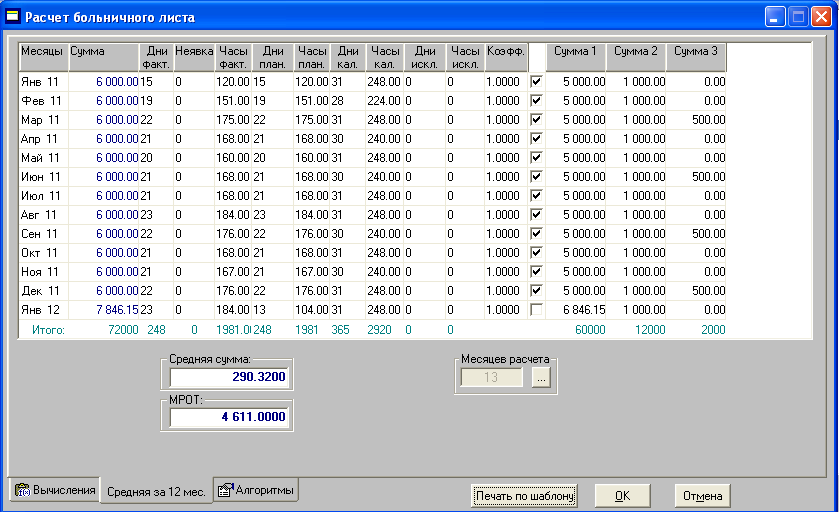 Расчет больничного листа
Месяцы Сумма Дни факт. Неявка Часы факт. Дни план. Часы план. Дни кал. Часы кал. Дни искл. Часы искл. Коэфф. Сумма 1 Сумма 2 Сумма 3
Янв 11 6 000.00 15 0 120.00 15 120.00 31 248.00 0 0 1.0000 5 000.00 1 000.00 0.00
Фев 11 6 000.00 19 0 151.00 19 151.00 28 224.00 0 0 1.0000 5 000.00 1 000.00 0.00
Мар 11 6 000.00 22 0 175.00 22 175.00 31 248.00 0 0 1.0000 5 000.00 1 000.00 500.00
Апр 11 6 000.00 21 0 168.00 21 168.00 30 240.00 0 0 1.0000 5 000.00 1 000.00 0.00
Май 11 6 000.00 20 0 160.00 20 160.00 31 248.00 0 0 1.0000 5 000.00 1 000.00 0.00
Июн 11 6 000.00 21 0 168.00 21 168.00 30 240.00 0 0 1.0000 5 000.00 1 000.00 500.00
Июл 11 6 000.00 21 0 168.00 21 168.00 31 248.00 0 0 1.0000 5 000.00 1 000.00 0.00
Авг 11 6 000.00 23 0 184.00 23 184.00 31 248.00 0 0 1.0000 5 000.00 1 000.00 0.00
Сен 11 6 000.00 22 0 176.00 22 176.00 30 240.00 0 0 1.0000 5 000.00 1 000.00 500.00
Окт 11 6 000.00 21 0 168.00 21 168.00 31 248.00 0 0 1.0000 5 000.00 1 000.00 0.00
Ноя 11 6 000.00 21 0 167.00 21 167.00 30 240.00 0 0 1.0000 5 000.00 1 000.00 0.00
Дек 11 6 000.00 22 0 176.00 22 176.00 31 248.00 0 0 1.0000 5 000.00 1 000.00 500.00
Янв 12 7 846.15 23 0 184.00 13 104.00 31 248.00 0 0 1.0000 6 846.15 1 000.00 0.00
Итого: 72000 248 0 1981.0 248 1981 365 2920 0 0 60000 12000 2000
Средняя сумма: Месяцев расчета
290.3200 13 ...
МРОТ:
4 611.0000
Вычисления Средняя за 12 мес. Алгоритмы
Печать по шаблону OK Отмена